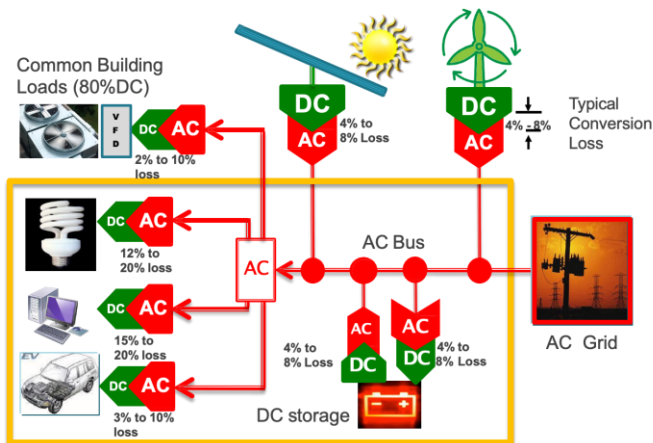 Common Building
Loads (80%DC)
V
F
D
DC
AC
2% to 10%
loss
DC
AC
4% to
8% Loss
DC
AC
4% - 8%
Typical
Conversion
Loss
DC
AC
12% to
20% loss
DC
AC
15% to
20% loss
EV
DC
AC
3% to 10%
loss
AC
AC Bus
AC
DC
4% to
8% Loss
AC
DC
4% to
8% Loss
DC storage
AC Grid